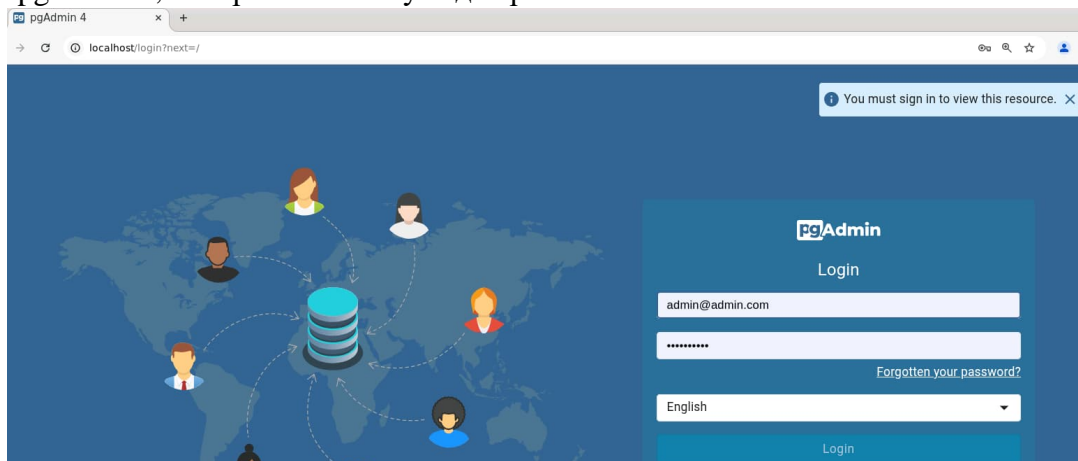 pgAdmin 4 × +
localhost/login?next=/
You must sign in to view this resource. ×
pgAdmin
Login
admin@admin.com
••••••••••
Forgotten your password?
English
Login